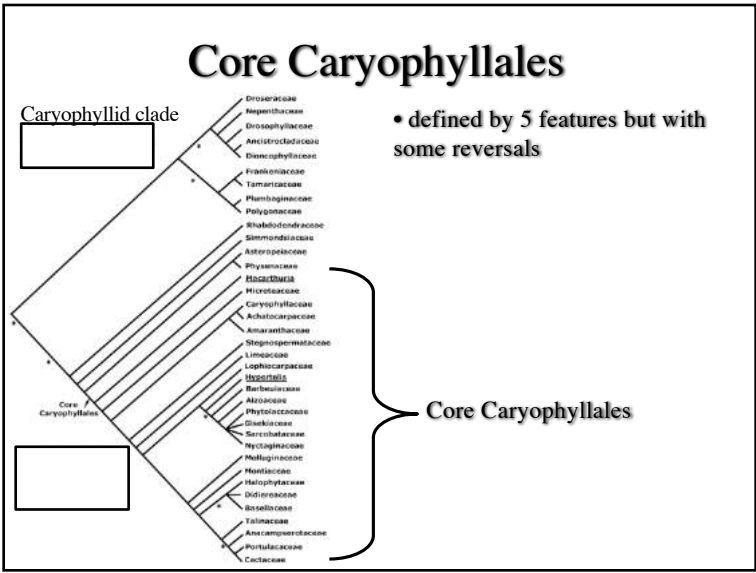 Core Caryophyllales
Caryophyllid clade
• defined by 5 features but with
some reversals
Droseraceae
Nepenthaceae
Drosophyllaceae
Ancistrocladaceae
Dioncophyllaceae
Frankeniaceae
Tamaricaceae
Plumbaginaceae
Polygonaceae
Rhabdodendraceae
Simmondsiaceae
Asteropeiaceae
Physenaceae
Macarthuria
Microteaceae
Caryophyllaceae
Achatocarpaceae
Amaranthaceae
Stegnospermataceae
Limeaceae
Lophiocarpaceae
Hypertelis
Barbeuiaceae
Aizoaceae
Phytolaccaceae
Gisekiaceae
Sarcobataceae
Nyctaginaceae
Molluginaceae
Montiaceae
Halophytaceae
Didiereaceae
Basellaceae
Talinaceae
Anacampserotaceae
Portulacaceae
Cactaceae
Core
Caryophyllales
Core Caryophyllales